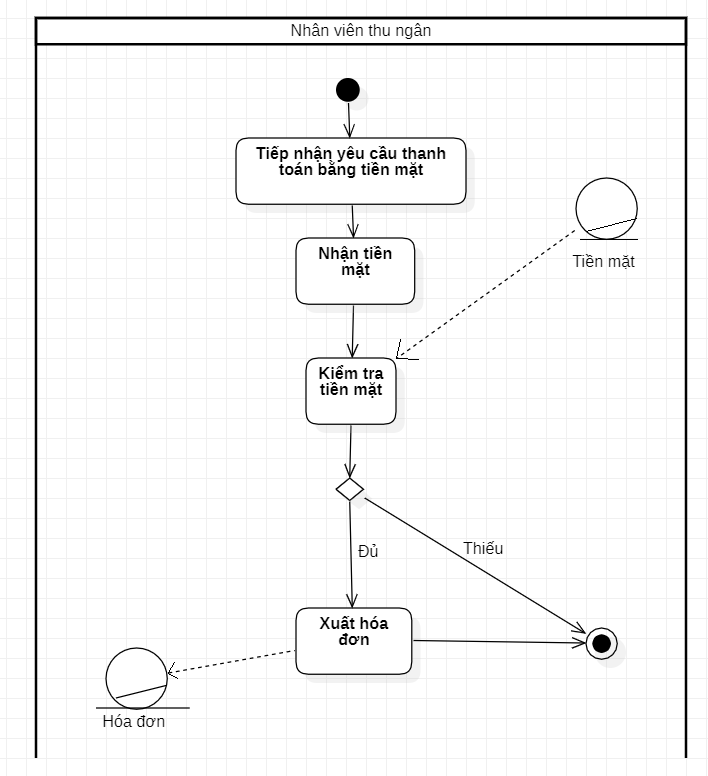 Nhân viên thu ngân
Tiếp nhận yêu cầu thanh
toán bằng tiền mặt
Nhận tiền
mặt
Tiền mặt
Kiểm tra
tiền mặt
Đủ
Thiếu
Xuất hóa
đơn
Hóa đơn